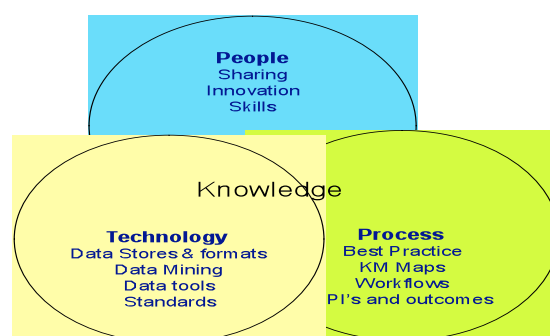 People
Sharing
Innovation
Skills
Knowledge
Technology
Data Stores & formats
Data Mining
Data tools
Standards
Process
Best Practice
KM Maps
Workflows
PI's and outcomes